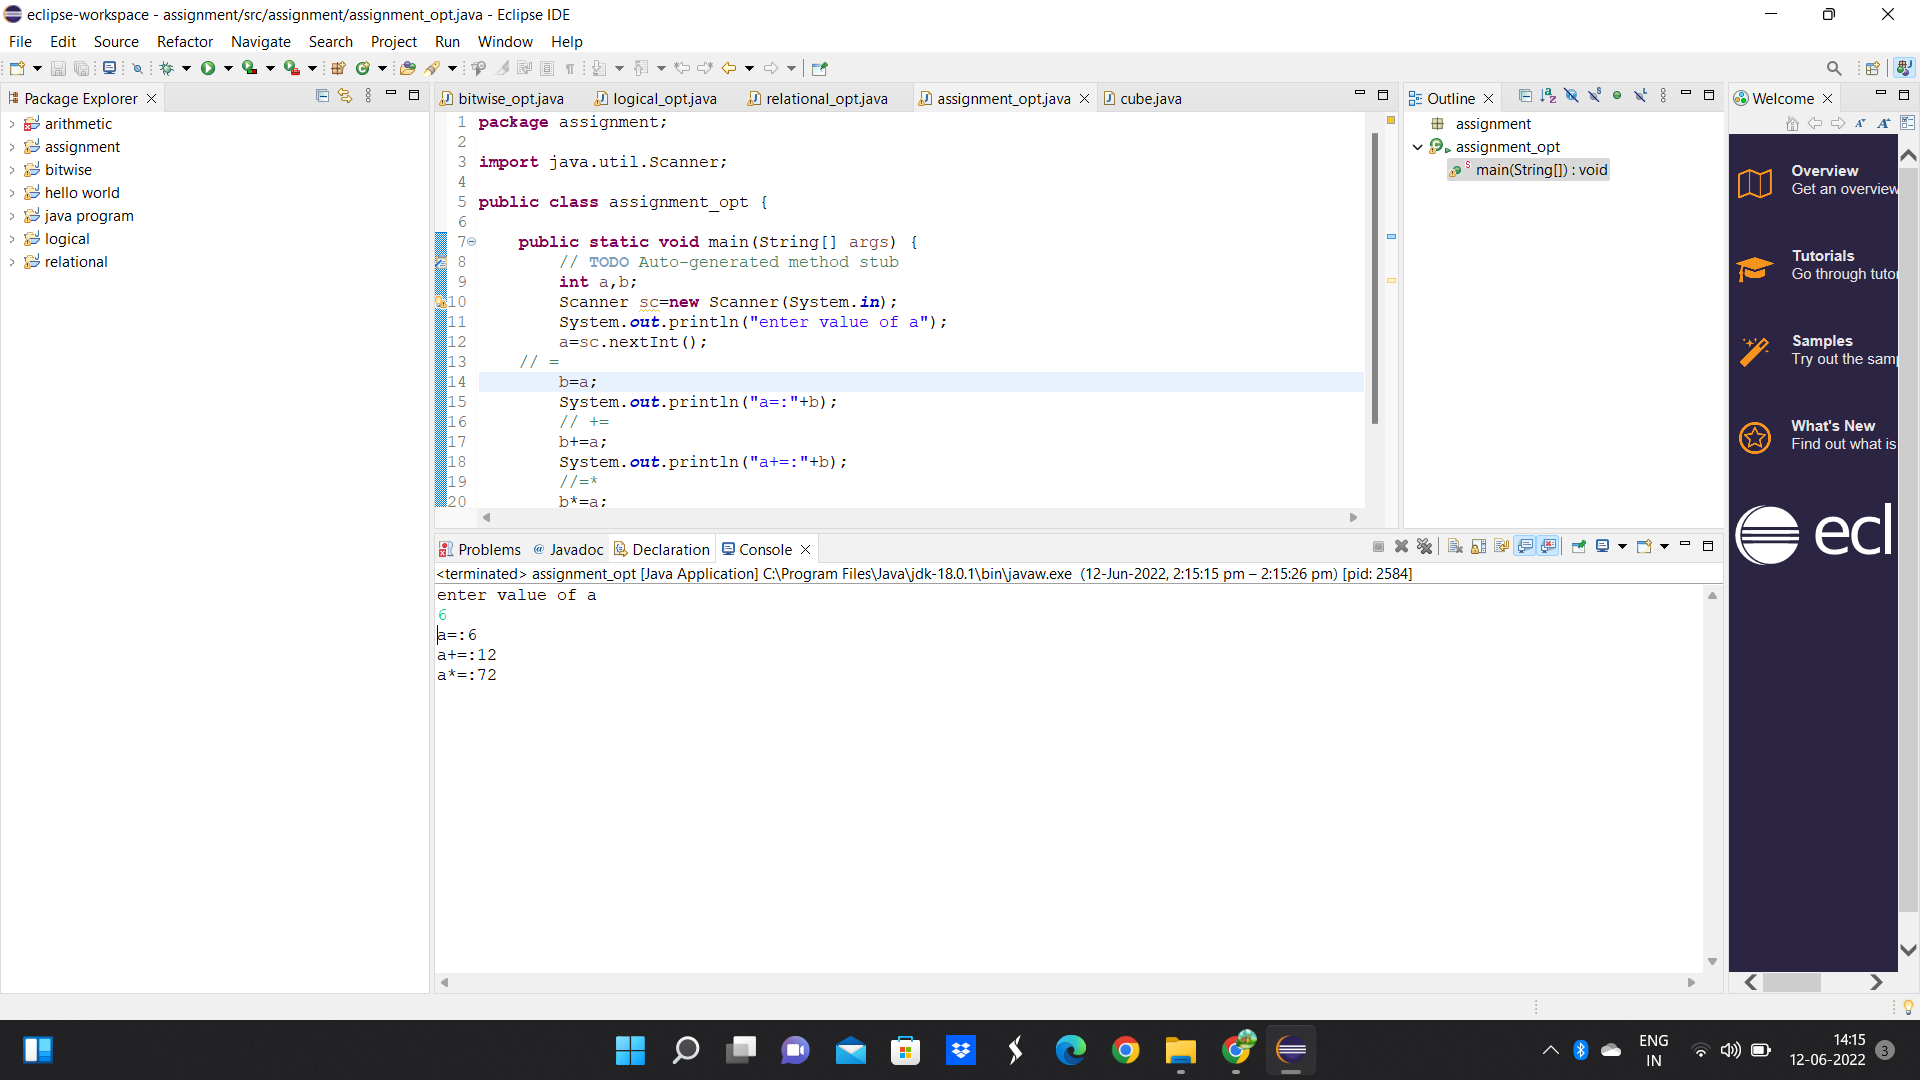 eclipse-workspace - assignment/src/assignment/assignment_opt.java - Eclipse IDE
File Edit Source Refactor Navigate Search Project Run Window Help
Package Explorer
arithmetic
assignment
bitwise
hello world
java program
logical
relational
bitwise_opt.java logical_opt.java relational_opt.java assignment_opt.java cube.java
1 package assignment;
2
3 import java.util.Scanner;
4
5 public class assignment_opt {
6
7 public static void main(String[] args) {
8 // TODO Auto-generated method stub
9 int a,b;
10 Scanner sc=new Scanner(System.in);
11 System.out.println("enter value of a");
12 a=sc.nextInt();
13 // =
14 b=a;
15 System.out.println("a=:"+b);
16 // +=
17 b+=a;
18 System.out.println("a+=:"+b);
19 //=*
20 b*=a;
Problems Javadoc Declaration Console
<terminated> assignment_opt [Java Application] C:\Program Files\Java\jdk-18.0.1\bin\javaw.exe (12-Jun-2022, 2:15:15 pm – 2:15:26 pm) [pid: 2584]
enter value of a
6
a=:6
a+=:12
a*=:72
Outline
assignment
assignment_opt
main(String[]) : void
Welcome
Overview
Get an overview
Tutorials
Go through tutor
Samples
Try out the samp
What's New
Find out what is
ecl
ENG
IN
14:15
12-06-2022
3